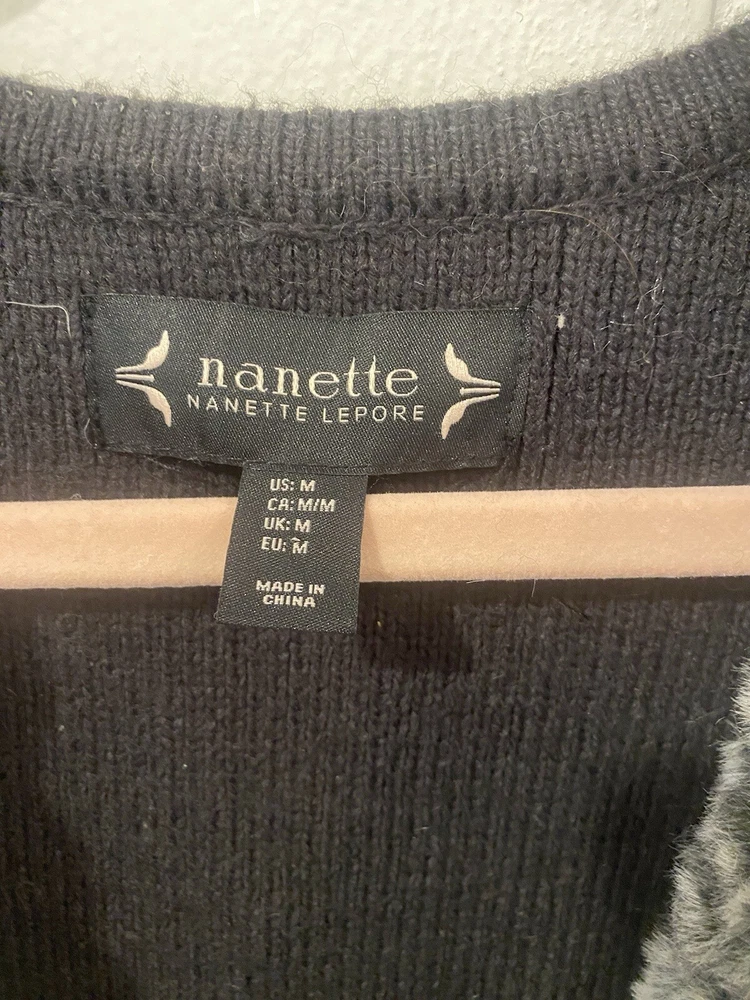 nanette
NANETTE LEPORE
US: M
CA: M/M
UK: M
EU: M
MADE IN
CHINA